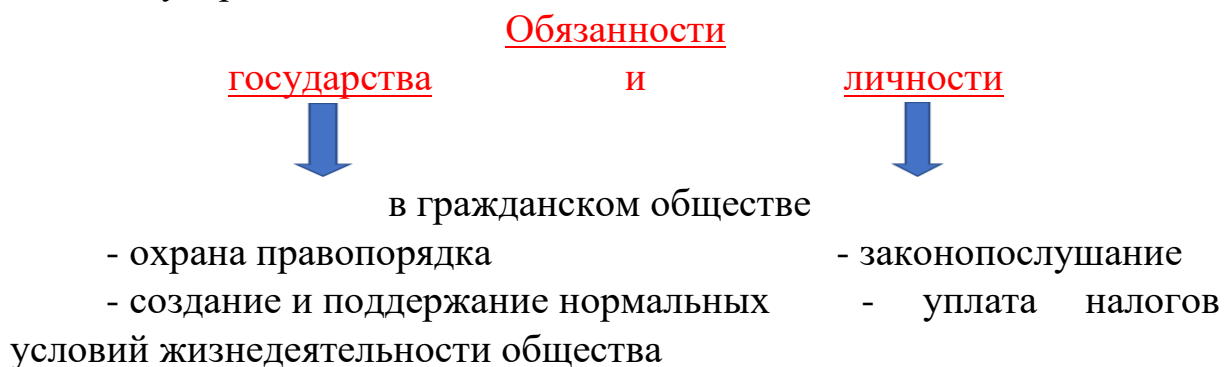 Обязанности
государства и личности
в гражданском обществе
- охрана правопорядка - законопослушание
- создание и поддержание нормальных - уплата налогов
условий жизнедеятельности общества